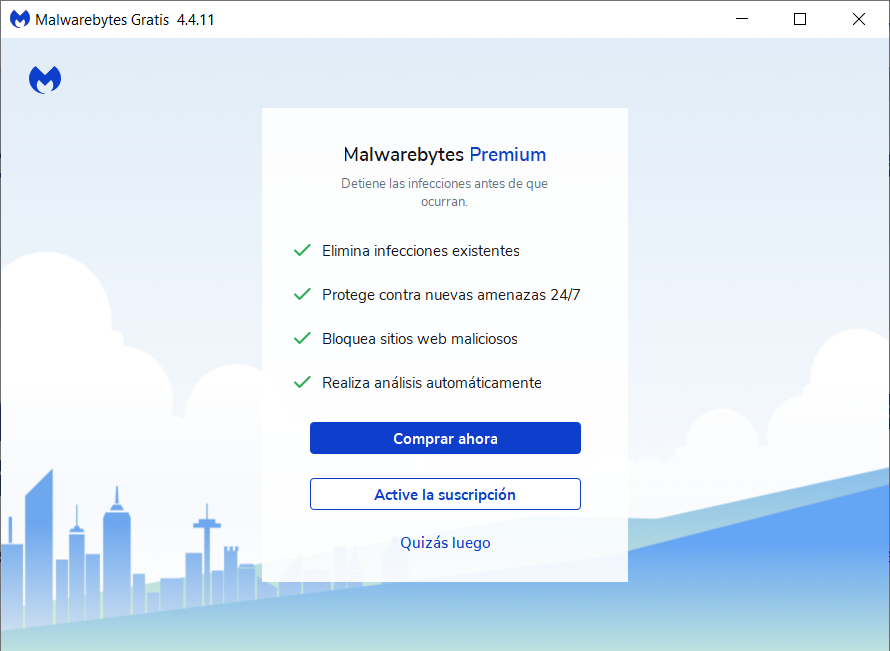 Malwarebytes Gratis 4.4.11
Malwarebytes Premium
Detiene las infecciones antes de que
ocurran.
Elimina infecciones existentes
Protege contra nuevas amenazas 24/7
Bloquea sitios web maliciosos
Realiza análisis automáticamente
Comprar ahora
Active la suscripción
Quizás luego